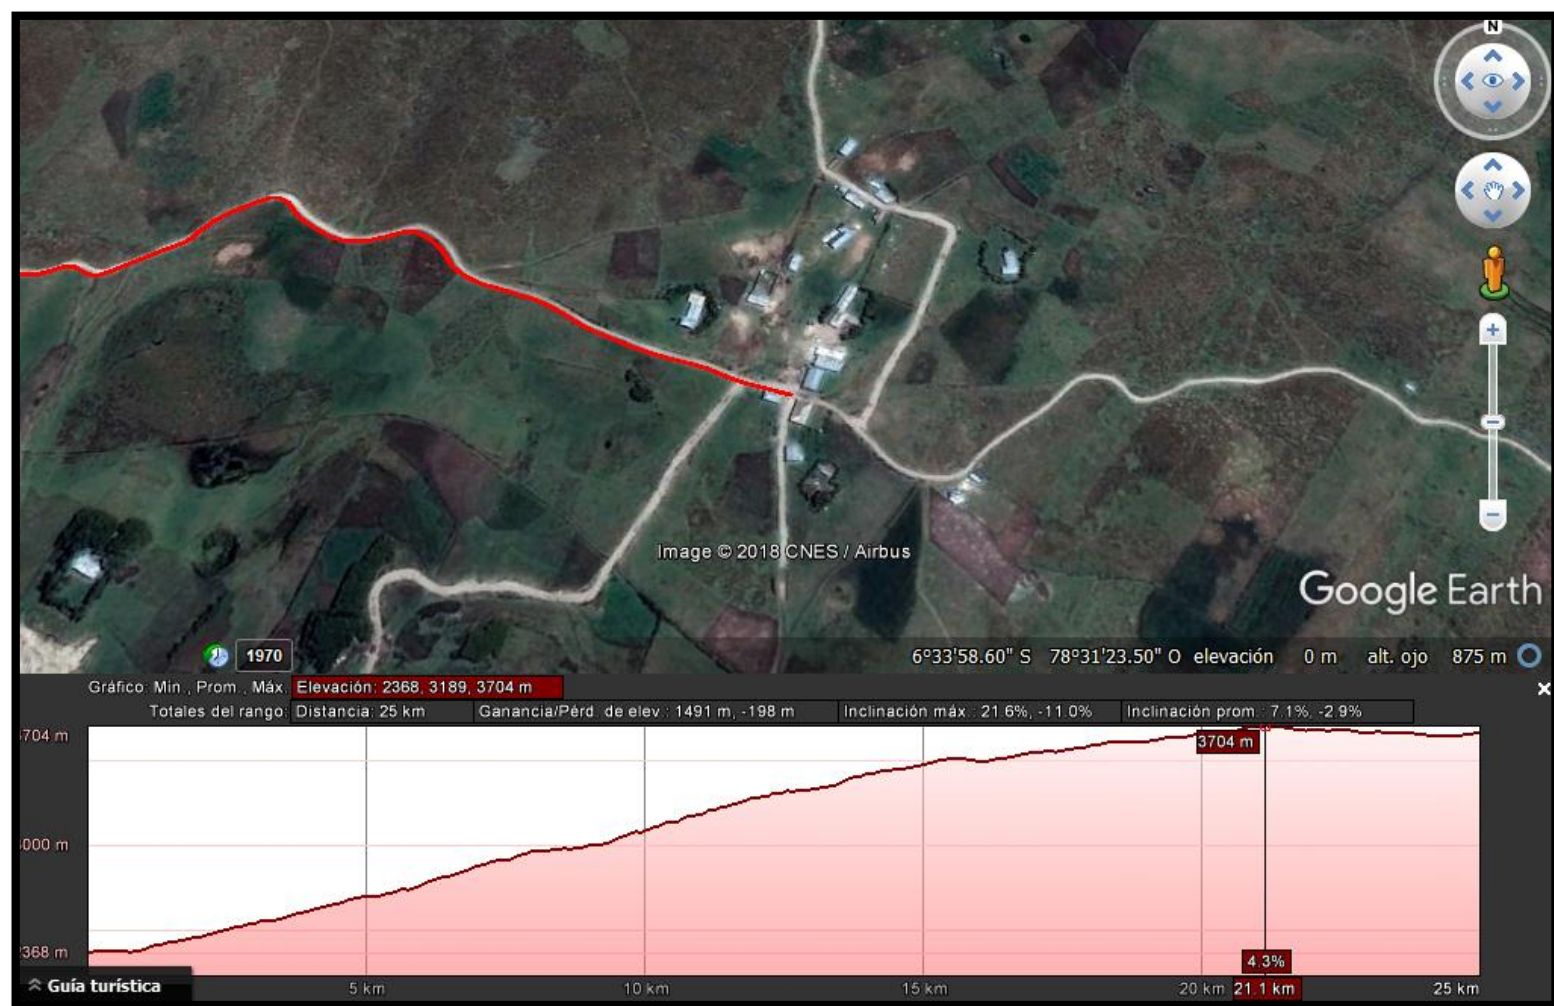 N
Image © 2018 CNES / Airbus
Google Earth
1970
6°33'58.60" S 78°31'23.50" O elevación 0 m alt. ojo 875 m
Gráfico: Min., Prom., Máx. Elevación: 2368, 3189, 3704 m
Totales del rango: Distancia: 25 km Ganancia/Pérd. de elev.: 1491 m, -198 m Inclinación máx.: 21.6%, -11.0% Inclinación prom.: 7.1%, -2.9%
704 m
3704 m
000 m
368 m
4.3%
Guía turística
5 km 10 km 15 km 20 km 21.1 km 25 km